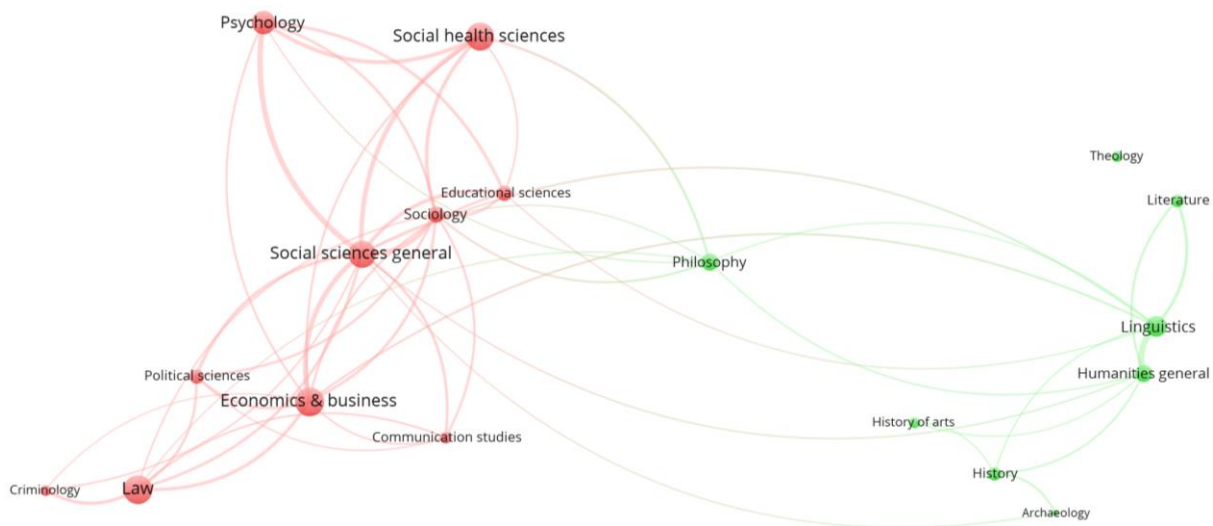 Psychology
Social health sciences
Theology
Educational sciences
Literature
Sociology
Social sciences general
Philosophy
Linguistics
Political sciences
Humanities general
Economics & business
History of arts
Communication studies
History
Criminology
Law
Archaeology